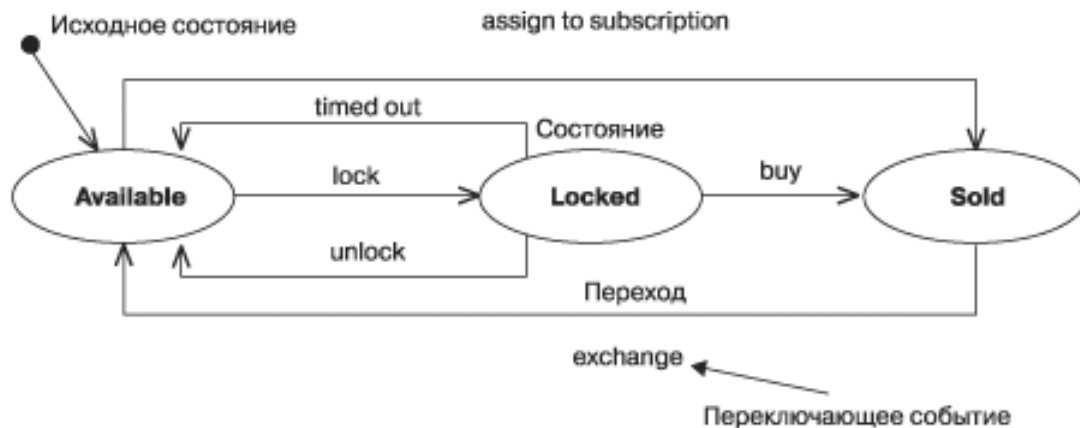 Исходное состояние
assign to subscription
timed out
Состояние
Available
lock
Locked
buy
Sold
unlock
Переход
exchange
Переключающее событие